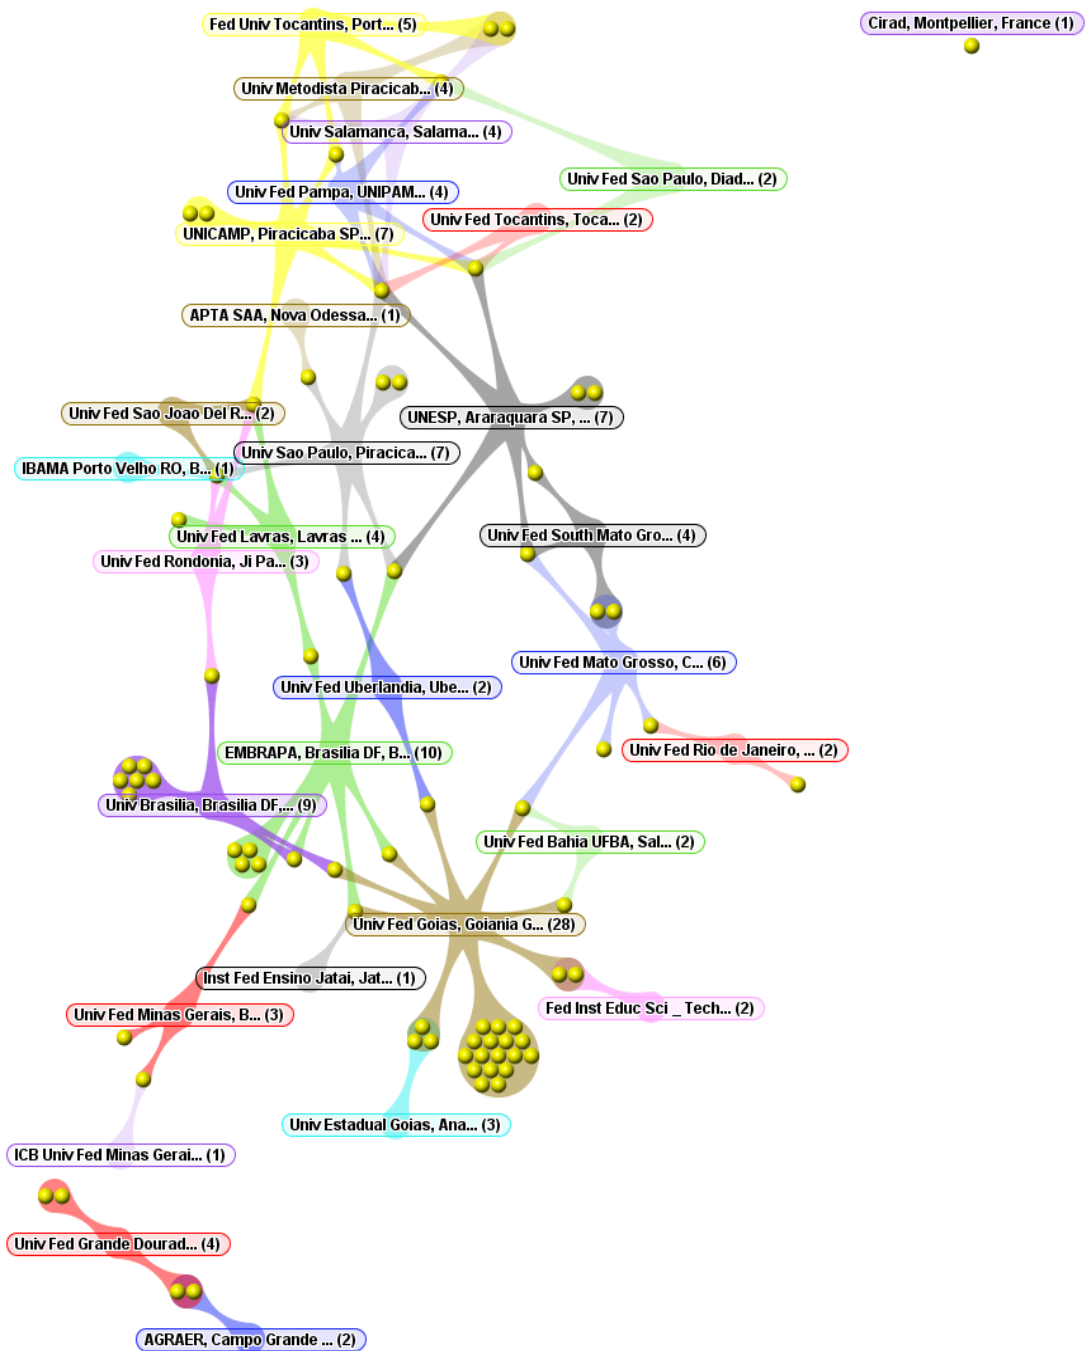 Fed Univ Tocantins, Port... (5)
Cirad, Montpellier, France (1)
Univ Metodista Piracicab... (4)
Univ Salamanca, Salama... (4)
Univ Fed Sao Paulo, Diad... (2)
Univ Fed Pampa, UNIPAM... (4)
Univ Fed Tocantins, Toca... (2)
UNICAMP, Piracicaba SP... (7)
APTA SAA, Nova Odessa... (1)
Univ Fed Sao Joao Del R... (2)
UNESP, Araraquara SP, ... (7)
Univ Sao Paulo, Piracica... (7)
IBAMA Porto Velho RO, B... (1)
Univ Fed Lavras, Lavras ... (4)
Univ Fed South Mato Gro... (4)
Univ Fed Rondonia, Ji Pa... (3)
Univ Fed Mato Grosso, C... (6)
Univ Fed Uberlandia, Ube... (2)
EMBRAPA, Brasilia DF, B... (10)
Univ Fed Rio de Janeiro, ... (2)
Univ Brasilia, Brasilia DF,... (9)
Univ Fed Bahia UFBA, Sal... (2)
Univ Fed Goias, Goiania G... (28)
Inst Fed Ensino Jatai, Jat... (1)
Fed Inst Educ Sci _ Tech... (2)
Univ Fed Minas Gerais, B... (3)
Univ Estadual Goias, Ana... (3)
ICB Univ Fed Minas Gerai... (1)
Univ Fed Grande Dourad... (4)
AGRAER, Campo Grande ... (2)